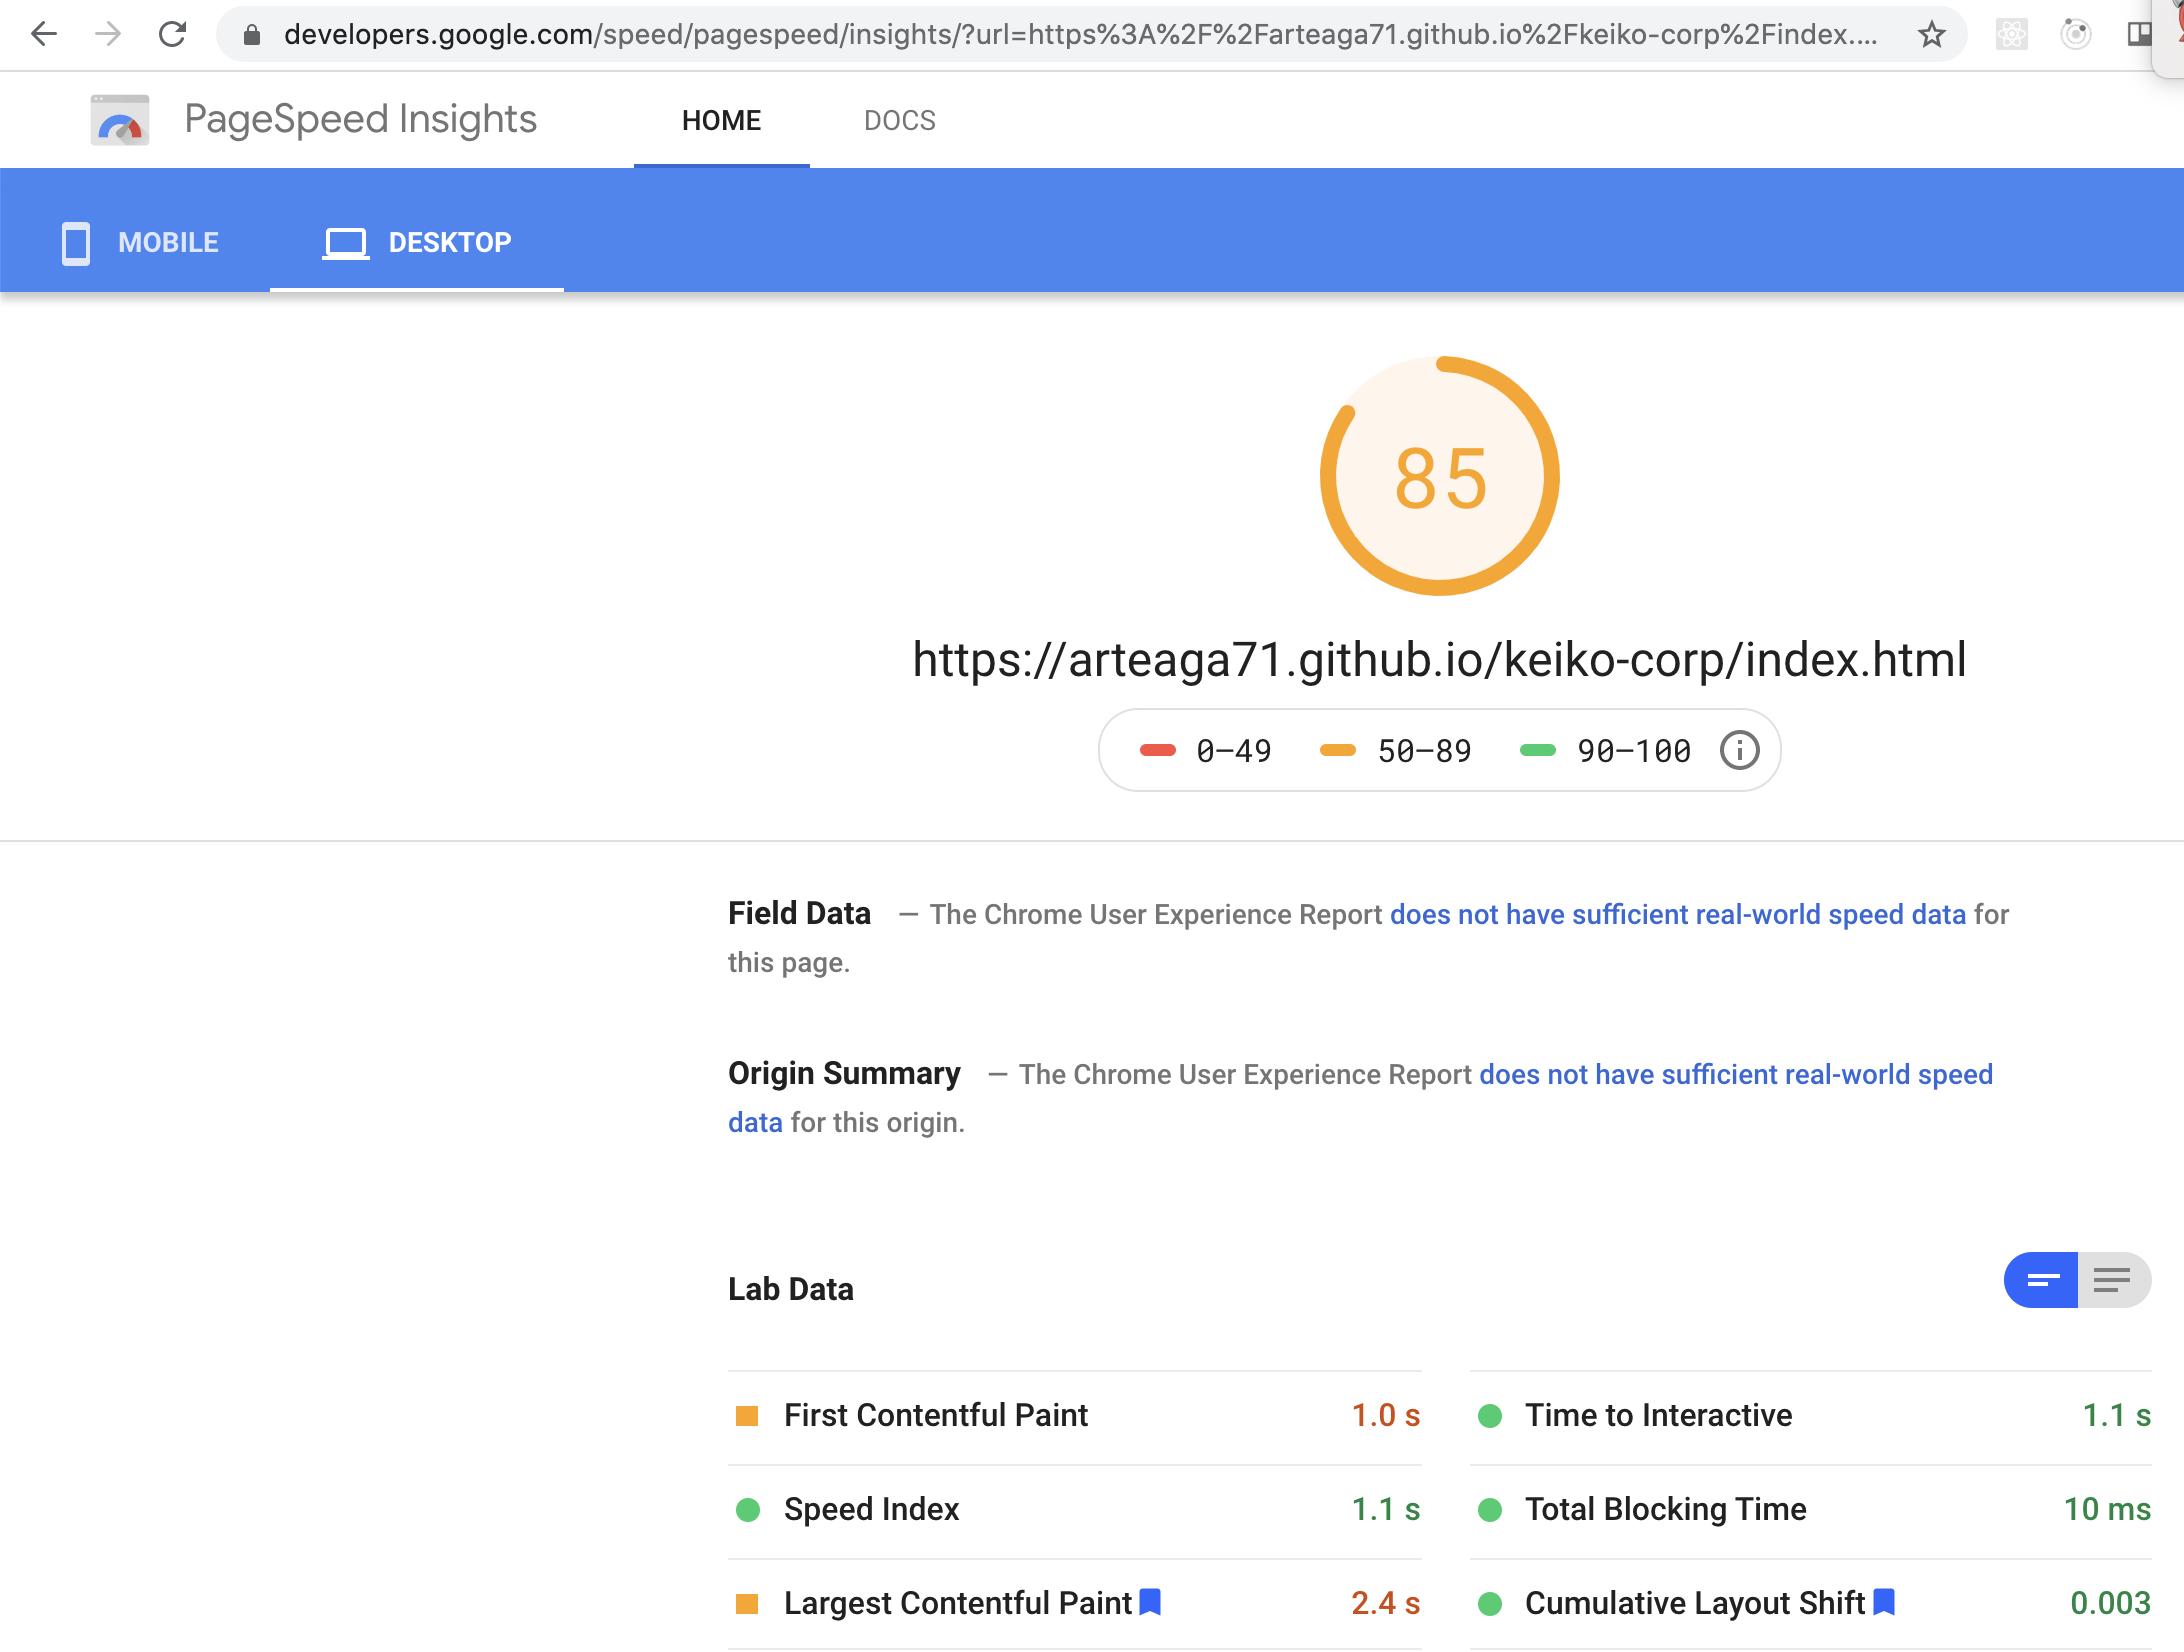 developers.google.com/speed/pagespeed/insights/?url=https%3A%2F%2Farteaga71.github.io%2Fkeiko-corp%2Findex....
PageSpeed Insights
HOME
DOCS
MOBILE
DESKTOP
85
https://arteaga71.github.io/keiko-corp/index.html
0–49
50–89
90–100
Field Data — The Chrome User Experience Report does not have sufficient real-world speed data for
this page.
Origin Summary — The Chrome User Experience Report does not have sufficient real-world speed
data for this origin.
Lab Data
First Contentful Paint 1.0 s
Time to Interactive 1.1 s
Speed Index 1.1 s
Total Blocking Time 10 ms
Largest Contentful Paint 2.4 s
Cumulative Layout Shift 0.003